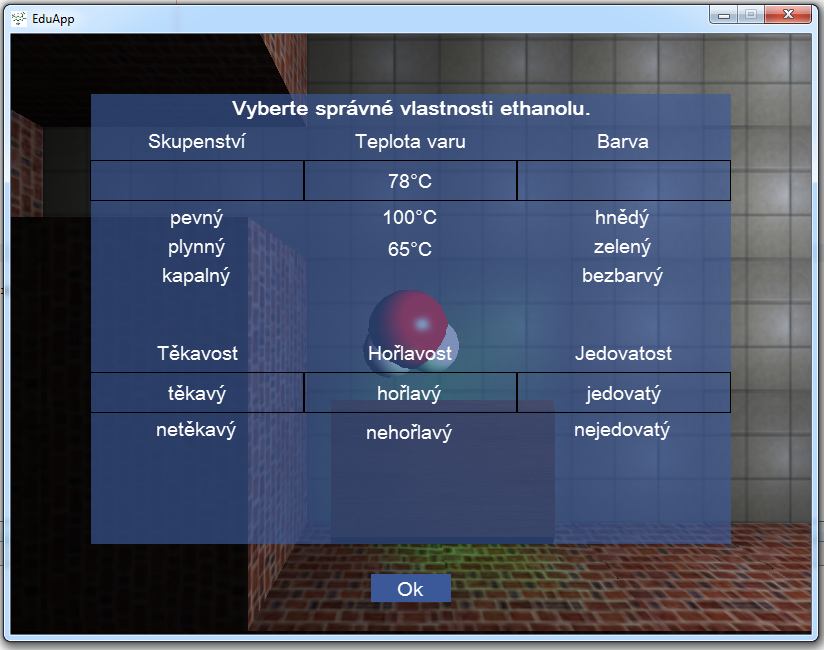 EduApp
Vyberte správné vlastnosti ethanolu.
Skupenství Teplota varu Barva
78°C
pevný 100°C hnědý
plynný 65°C zelený
kapalný bezbarvý
Těkavost Hořlavost Jedovatost
těkavý hořlavý jedovatý
netěkavý nehořlavý nejedovatý
Ok